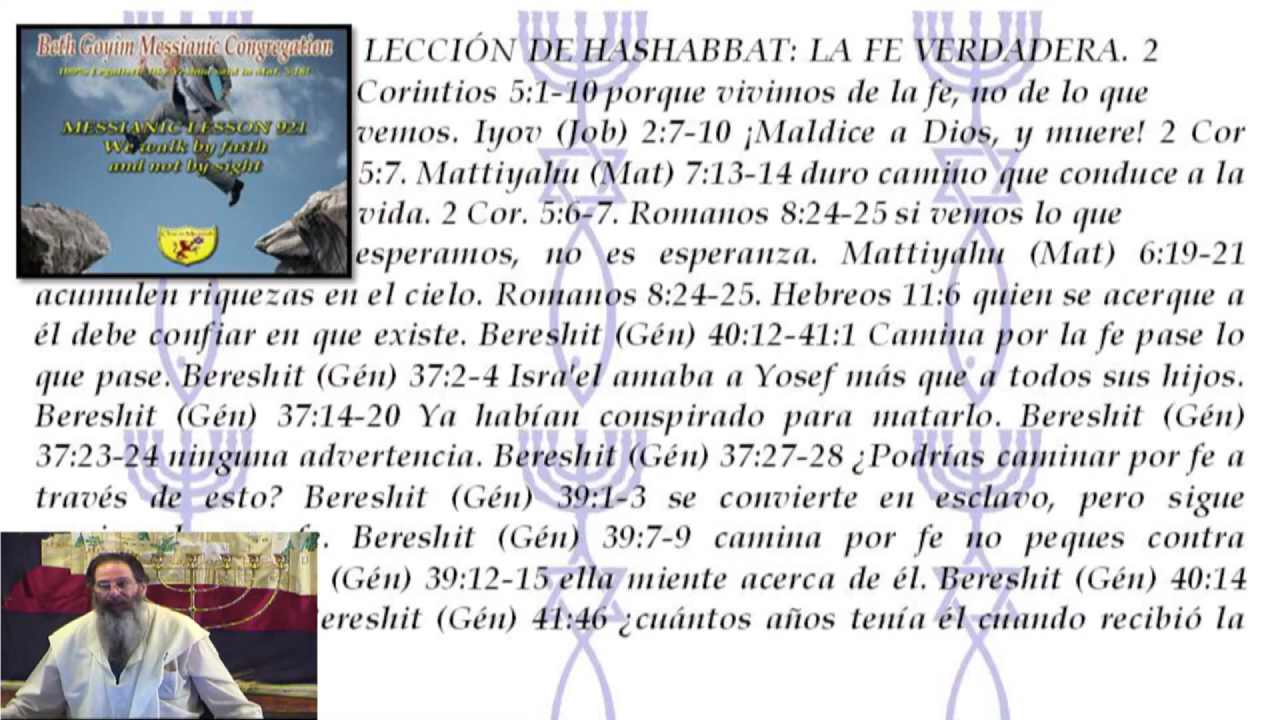 Beth Goyim Messianic Congregation
MESSIANIC LESSON 921
We walk by faith
and not by sight
LECCIÓN DE HASHABBAT: LA FE VERDADERA. 2
Corintios 5:1-10 porque vivimos de la fe, no de lo que
vemos. Iyov (Job) 2:7-10 ¡Maldice a Dios, y muere! 2 Cor
5:7. Mattiyahu (Mat) 7:13-14 duro camino que conduce a la
vida. 2 Cor. 5:6-7. Romanos 8:24-25 si vemos lo que
esperamos, no es esperanza. Mattiyahu (Mat) 6:19-21
acumulen riquezas en el cielo. Romanos 8:24-25. Hebreos 11:6 quien se acerque a
él debe confiar en que existe. Bereshit (Gén) 40:12-41:1 Camina por la fe pase lo
que pase. Bereshit (Gén) 37:2-4 Isra'el amaba a Yosef más que a todos sus hijos.
Bereshit (Gén) 37:14-20 Ya habían conspirado para matarlo. Bereshit (Gén)
37:23-24 ninguna advertencia. Bereshit (Gén) 37:27-28 ¿Podrías caminar por fe a
través de esto? Bereshit (Gén) 39:1-3 se convierte en esclavo, pero sigue
Bereshit (Gén) 39:7-9 camina por fe no peques contra
(Gén) 39:12-15 ella miente acerca de él. Bereshit (Gén) 40:14
ereshit (Gén) 41:46 ¿cuántos años tenía él cuando recibió la